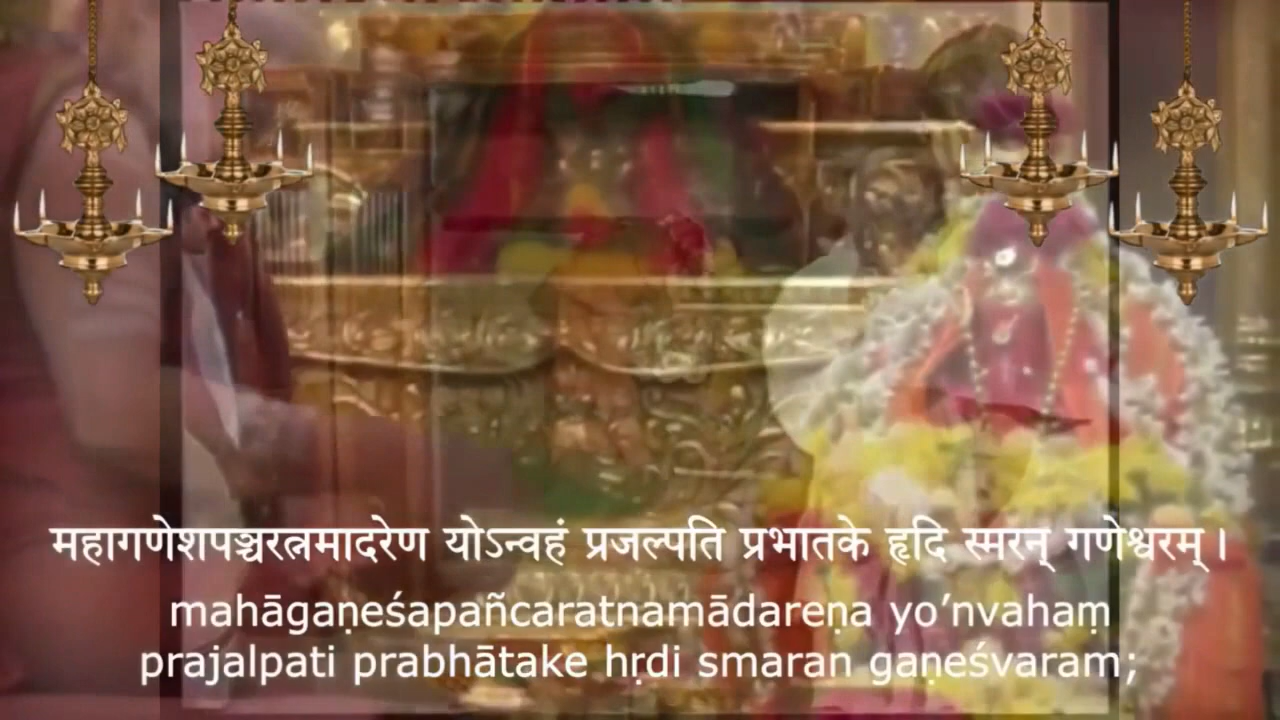 महागणेशपञ्चरत्नमादरेण योऽन्वहं प्रजल्पति प्रभातके हृदि स्मरन् गणेश्वरम्।
mahāgaṇeśapañcaratnamādareṇa yo’nvahaṃ
prajalpati prabhātake hṛdi smaran gaṇeśvaram;